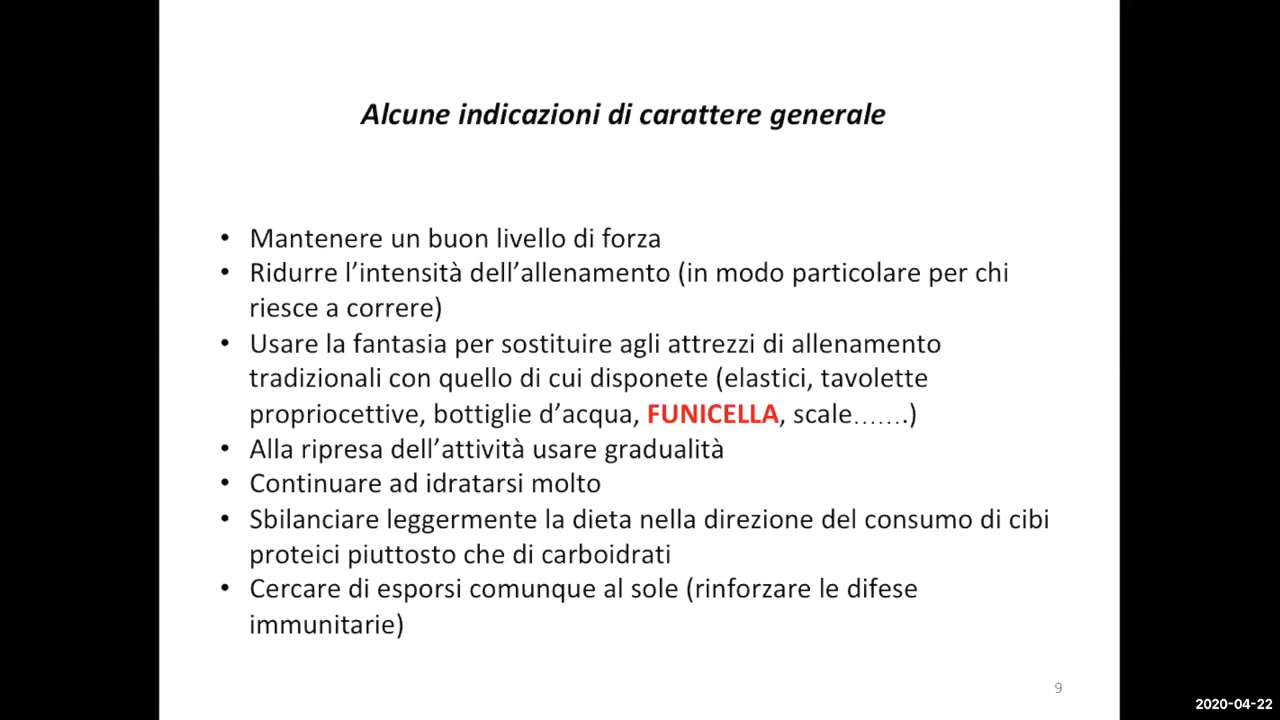 Alcune indicazioni di carattere generale
• Mantenere un buon livello di forza
• Ridurre l’intensità dell’allenamento (in modo particolare per chi
riesce a correre)
• Usare la fantasia per sostituire agli attrezzi di allenamento
tradizionali con quello di cui disponete (elastici, tavolette
propriocettive, bottiglie d’acqua, FUNICELLA, scale…….)
• Alla ripresa dell’attività usare gradualità
• Continuare ad idratarsi molto
• Sbilanciare leggermente la dieta nella direzione del consumo di cibi
proteici piuttosto che di carboidrati
• Cercare di esporsi comunque al sole (rinforzare le difese
immunitarie)
9
2020-04-22